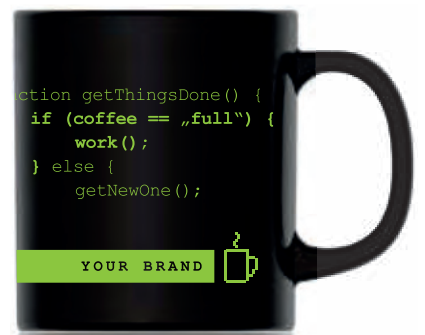 ction getThingsDone() {
if (coffee == „full“) {
work();
} else {
getNewOne();
YOUR BRAND